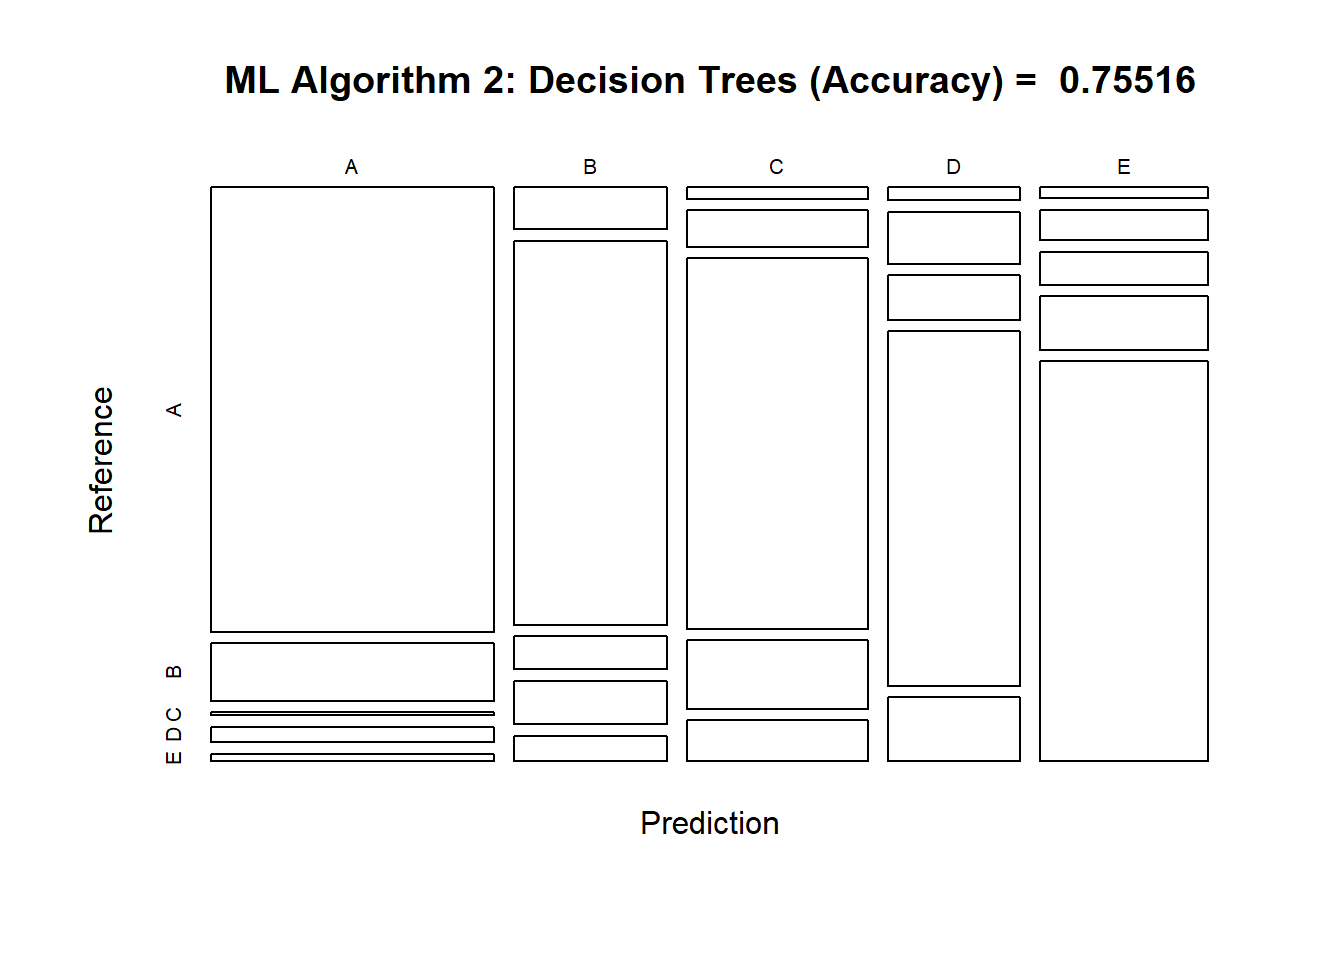 ML Algorithm 2: Decision Trees (Accuracy) =  0.75516
A B C D E
Reference
A
B
C
D
E
Prediction